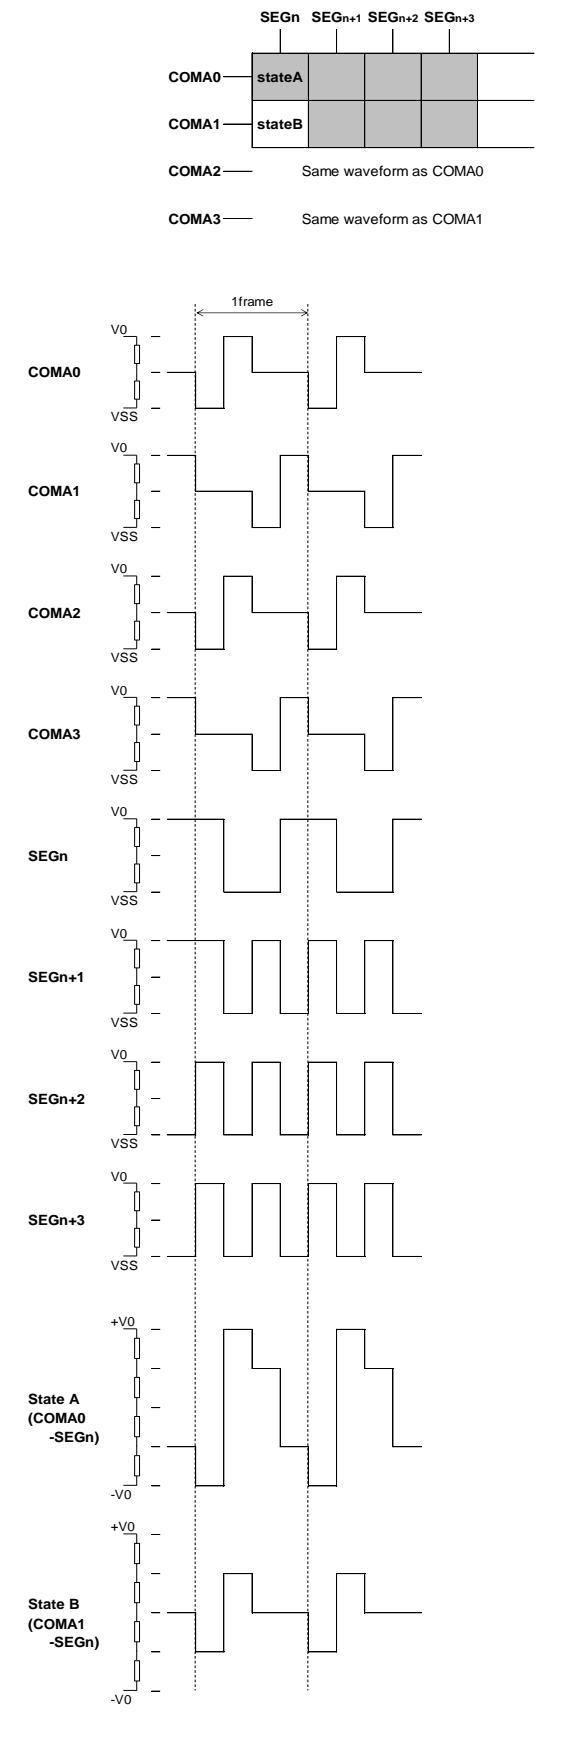 SEGn SEGn+1 SEGn+2 SEGn+3
COMA0 stateA
COMA1 stateB
COMA2 Same waveform as COMA0
COMA3 Same waveform as COMA1
1frame
V0
COMA0
VSS
V0
COMA1
VSS
V0
COMA2
VSS
V0
COMA3
VSS
V0
SEGn
VSS
V0
SEGn+1
VSS
V0
SEGn+2
VSS
V0
SEGn+3
VSS
+V0
State A
(COMA0
-SEGn)
-V0
+V0
State B
(COMA1
-SEGn)
-V0